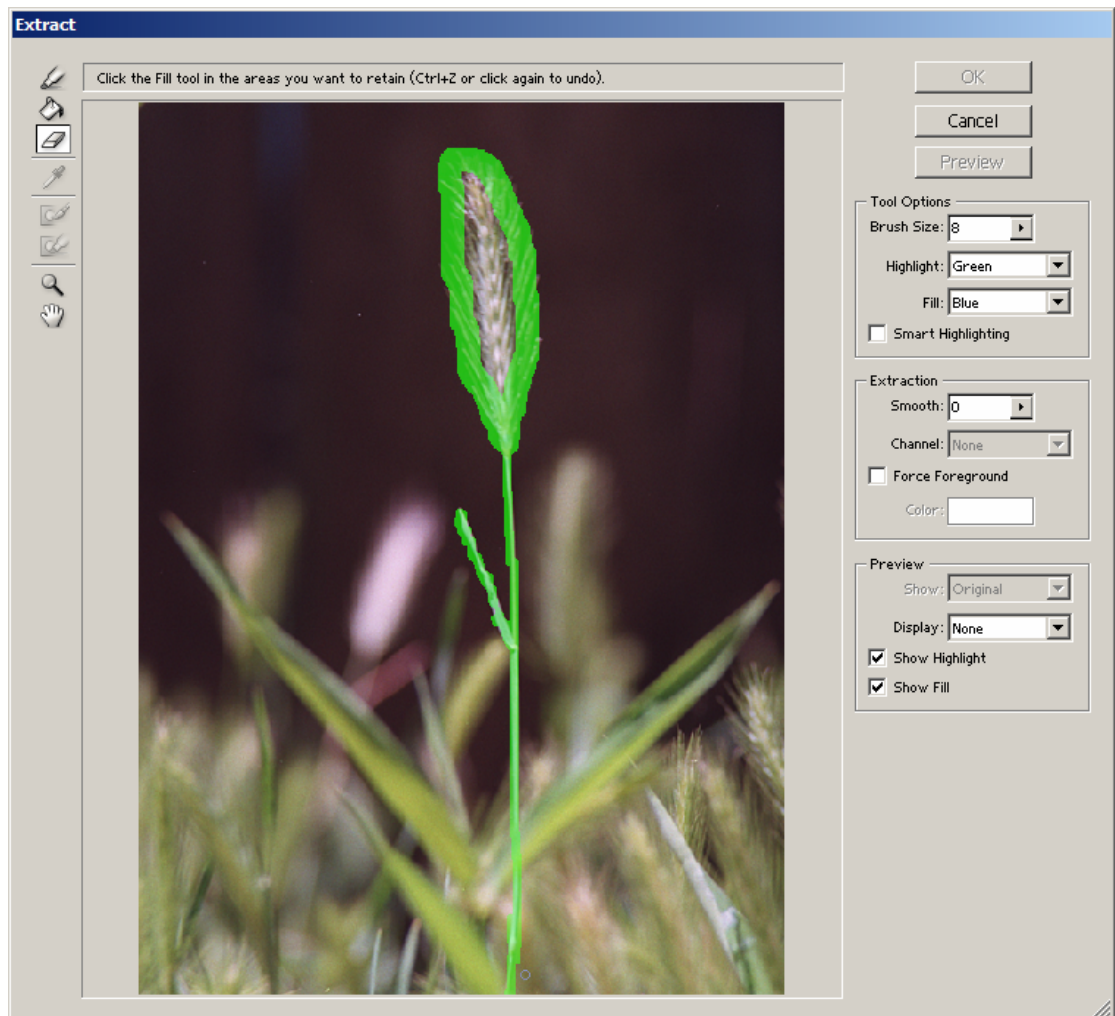 Extract
Click the Fill tool in the areas you want to retain (Ctrl+Z or click again to undo).
OK
Cancel
Preview
Tool Options
Brush Size: 8
Highlight: Green
Fill: Blue
Smart Highlighting
Extraction
Smooth: 0
Channel: None
Force Foreground
Color:
Preview
Show: Original
Display: None
Show Highlight
Show Fill